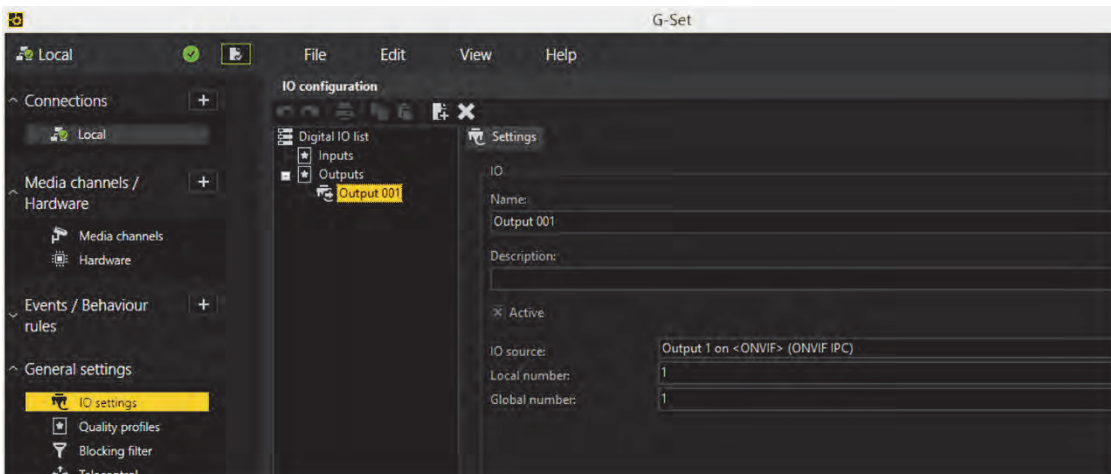 G-Set
Local
File Edit View Help
Connections
Local
Media channels /
Hardware
Media channels
Hardware
Events / Behaviour
rules
General settings
IO settings
Quality profiles
Blocking filter
Telecontrol
IO configuration
Digital IO list
Inputs
Outputs
Output 001
Settings
IO
Name:
Output 001
Description:
Active
IO source: Output 1 on <ONVIF> (ONVIF IPC)
Local number: 1
Global number: 1